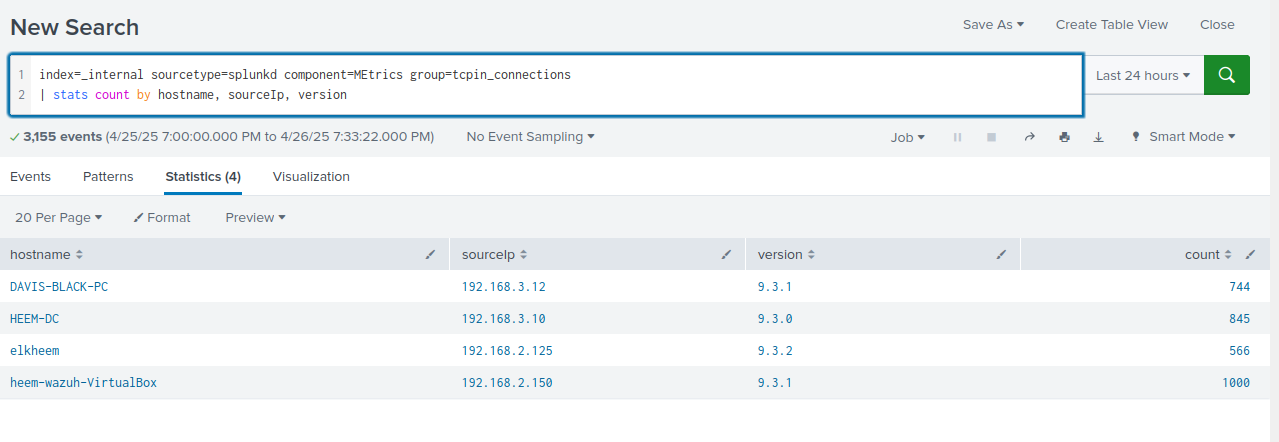 New Search
Save As Create Table View Close
1 index=_internal sourcetype=splunkd component=MEtrics group=tcpin_connections
2 | stats count by hostname, sourceIp, version
Last 24 hours
3,155 events (4/25/25 7:00:00.000 PM to 4/26/25 7:33:22.000 PM) No Event Sampling Job Smart Mode
Events Patterns Statistics (4) Visualization
20 Per Page Format Preview
hostname sourceIp version count
DAVIS-BLACK-PC 192.168.3.12 9.3.1 744
HEEM-DC 192.168.3.10 9.3.0 845
elkheem 192.168.2.125 9.3.2 566
heem-wazuh-VirtualBox 192.168.2.150 9.3.1 1000